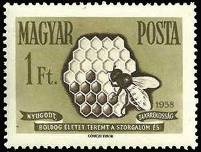 MAGYAR POSTA
1 Ft.
1958
NYUGODT, TAKARÉKOSSÁG
BOLDOG ÉLETET TEREMT A SZORGALOM ÉS